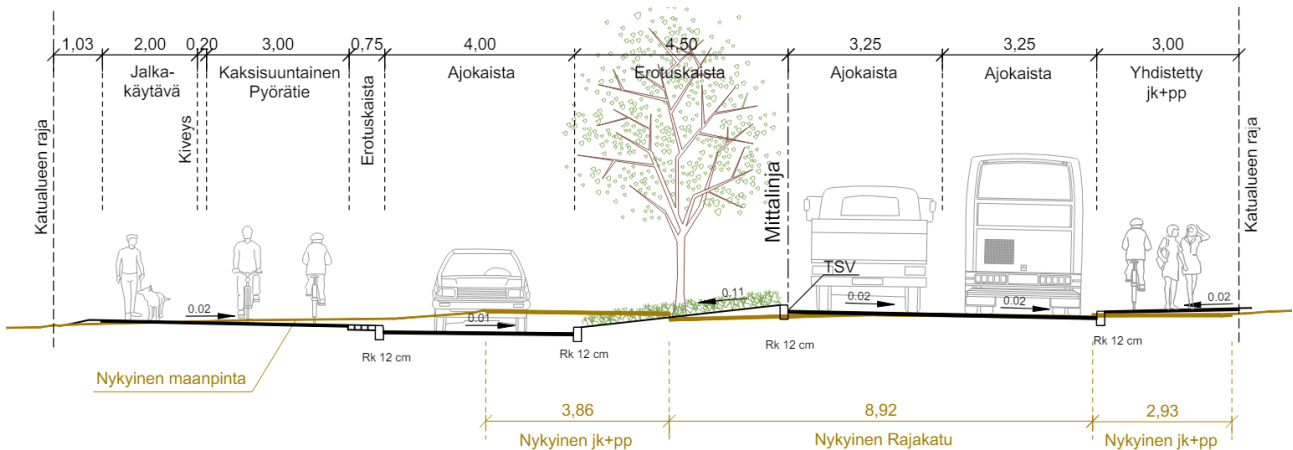 1,03
2,00
0,20
3,00
0,75
4,00
4,50
3,25
3,25
3,00
Katualueen raja
Jalka-
käytävä
Kiveys
Kaksisuuntainen
Pyörätie
Erotuskaista
Ajokaista
Erotuskaista
Mittalinja
Ajokaista
Ajokaista
Yhdistetty
jk+pp
Katualueen raja
TSV
0.02
0.01
0.11
0.02
0.02
0.02
Rk 12 cm
Rk 12 cm
Rk 12 cm
Rk 12 cm
Nykyinen maanpinta
3,86
8,92
2,93
Nykyinen jk+pp
Nykyinen Rajakatu
Nykyinen jk+pp